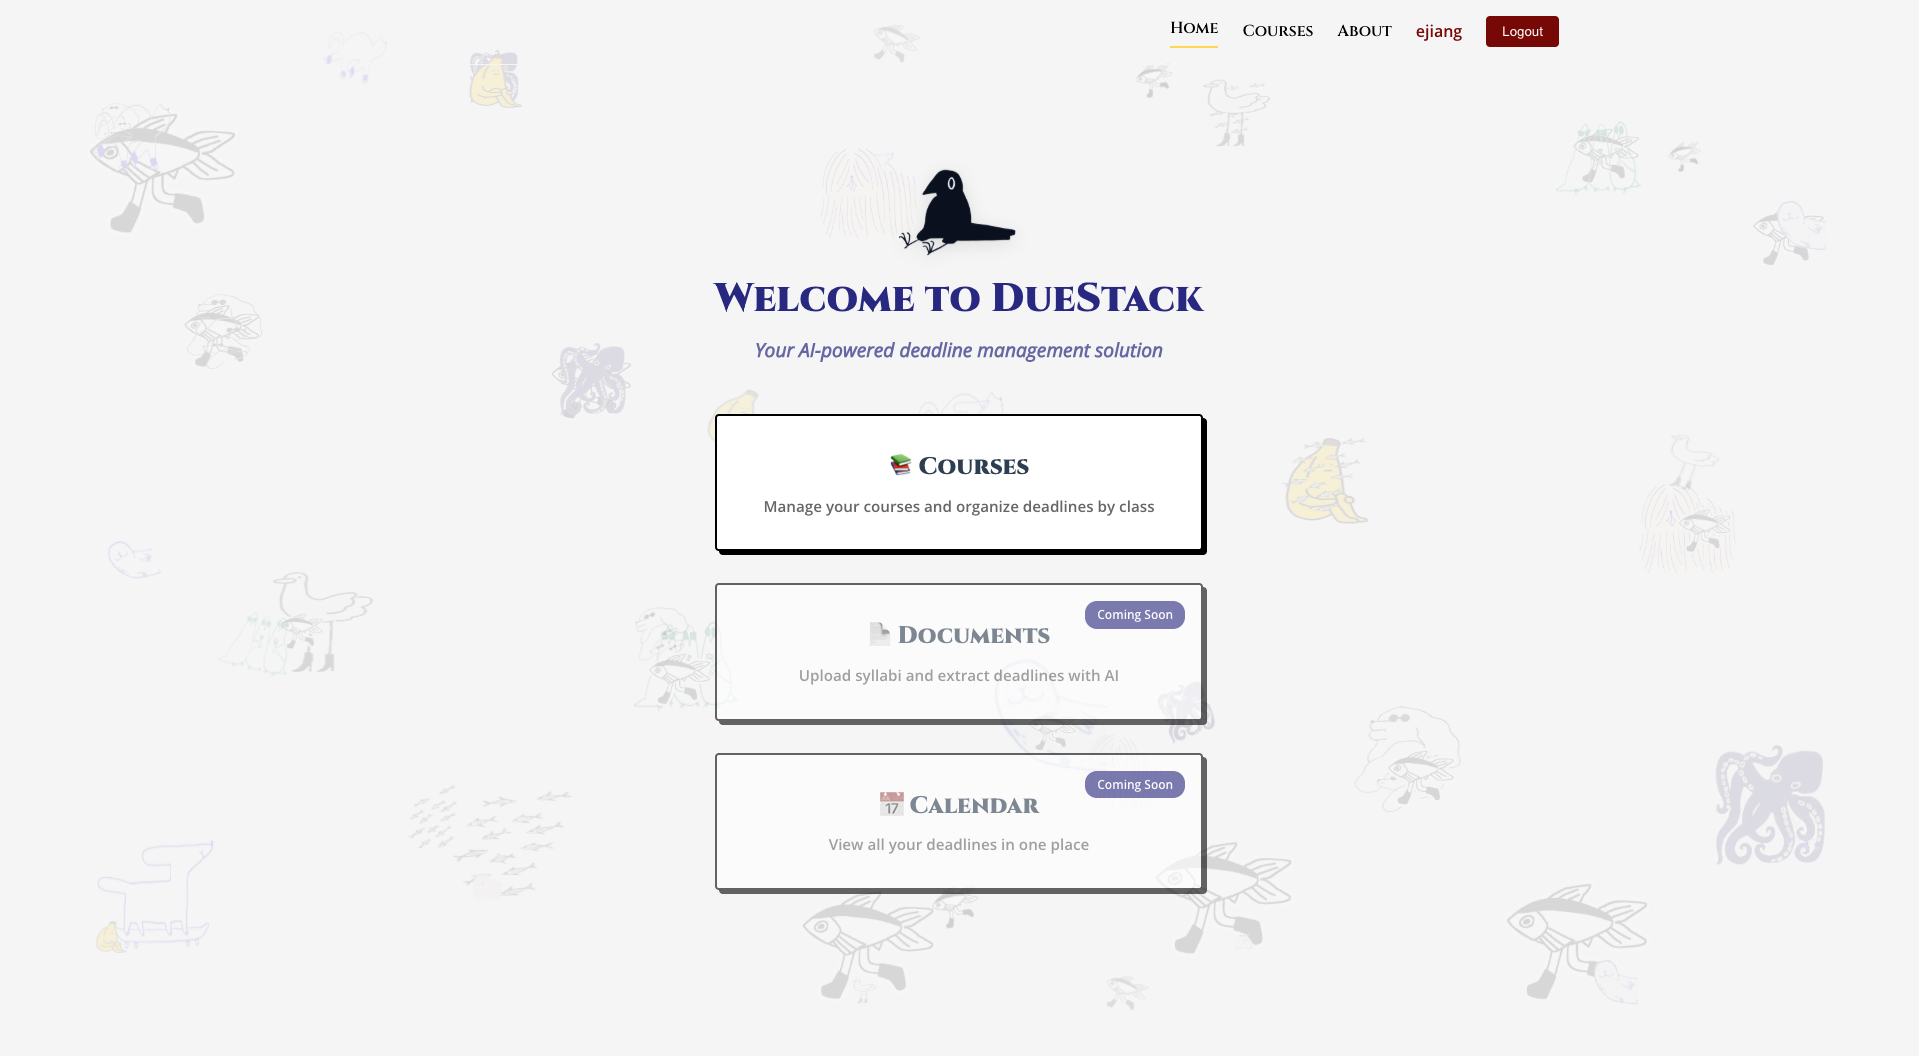 Home Courses About ejiang Logout
Welcome to DueStack
Your AI-powered deadline management solution
📚 Courses
Manage your courses and organize deadlines by class
Coming Soon
📄 Documents
Upload syllabi and extract deadlines with AI
Coming Soon
📅 Calendar
View all your deadlines in one place